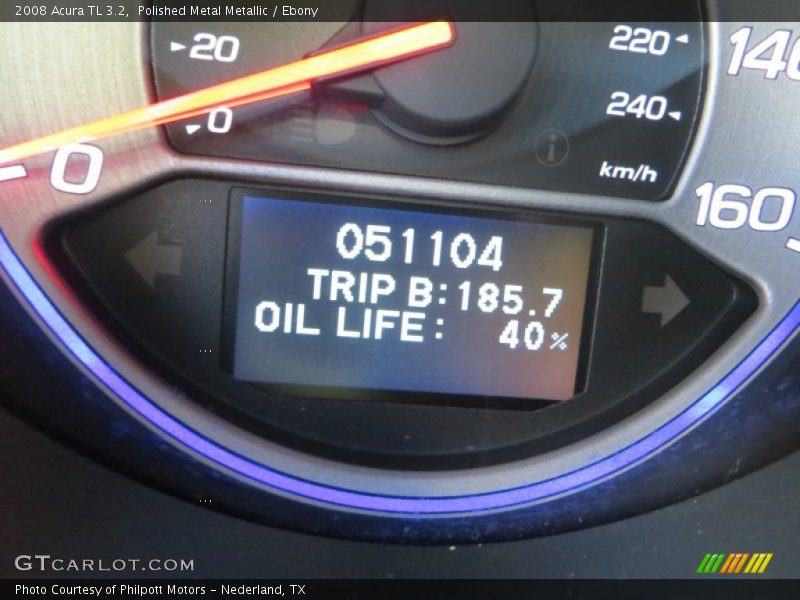 2008 Acura TL 3.2, Polished Metal Metallic / Ebony
20
0
220
240
km/h
140
0
160
051104
TRIP B: 185.7
OIL LIFE: 40%
GTCARLOT.COM
Photo Courtesy of Philpott Motors - Nederland, TX